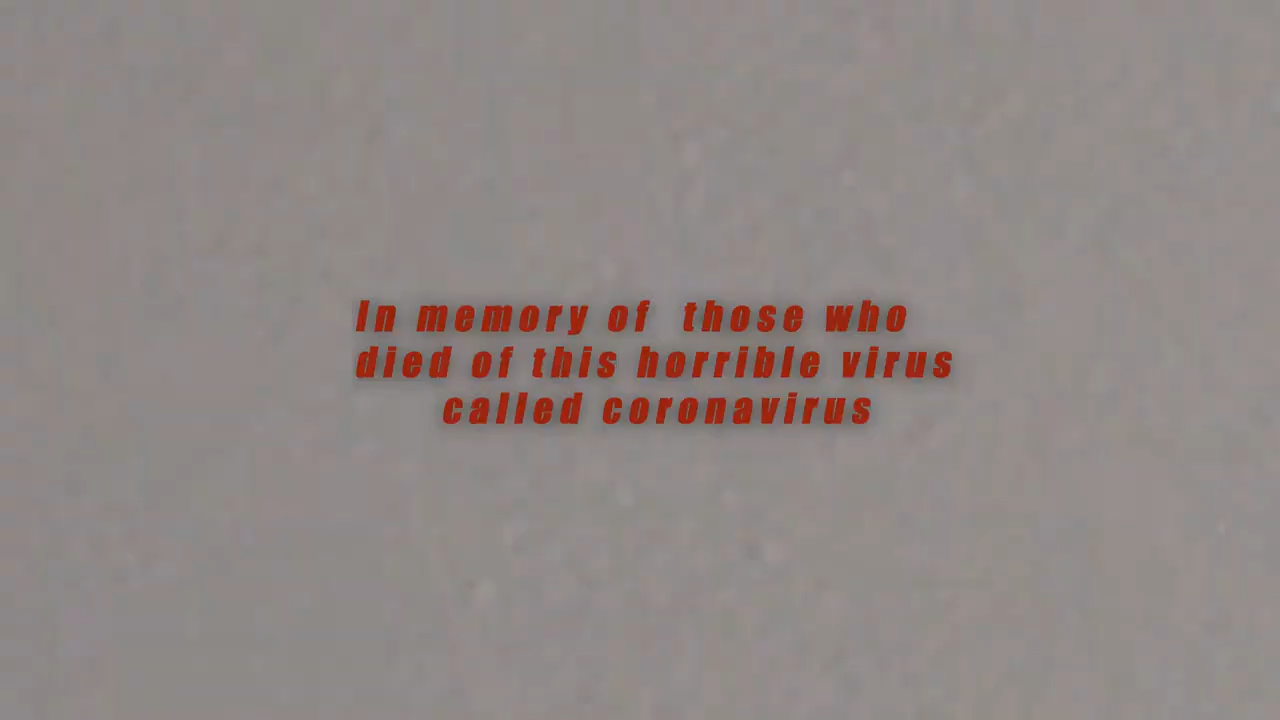 In memory of  those who
died of this horrible virus
called coronavirus